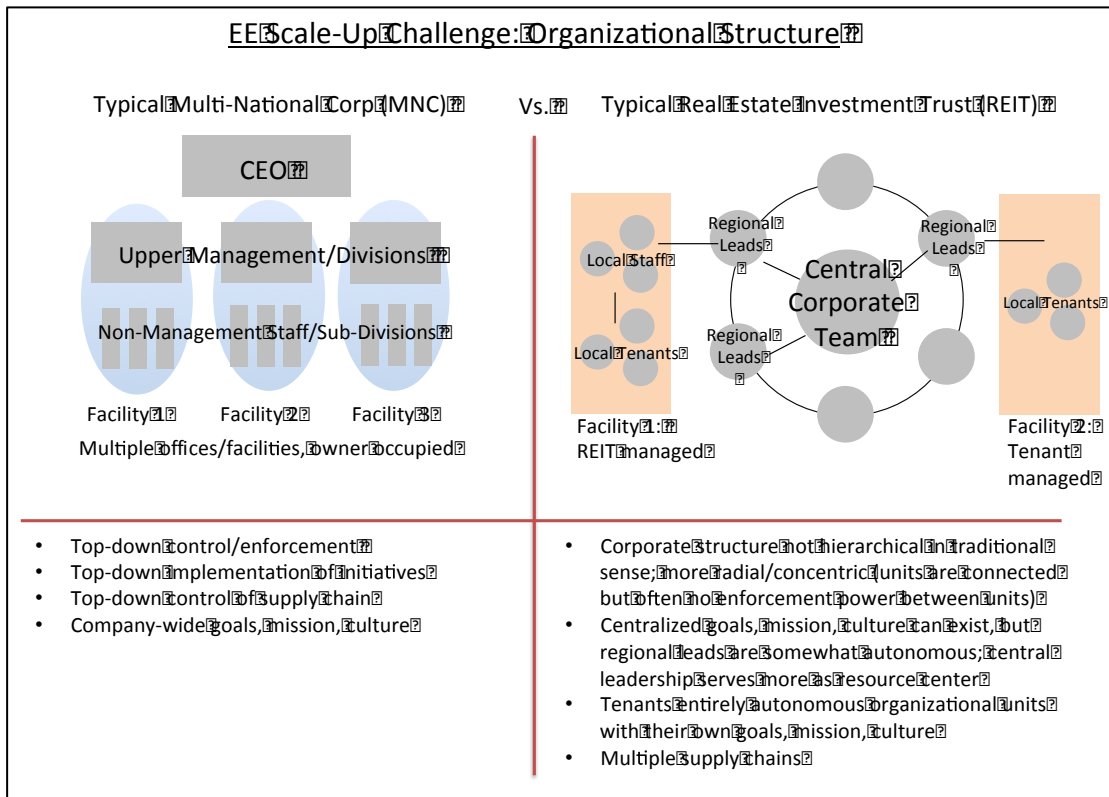 EE Scale-Up Challenge: Organizational Structure
Typical Multi-National Corp (MNC)
Vs.
Typical Real Estate Investment Trust (REIT)
CEO
Upper Management/Divisions
Non-Management Staff/Sub-Divisions
Facility 1
Facility 2
Facility 3
Multiple offices/facilities, owner occupied
Regional
Leads
Regional
Leads
Local Staff
Central
Corporate
Team
Local Tenants
Regional
Leads
Local Tenants
Facility 1:
REIT managed
Facility 2:
Tenant
managed
• Top-down control/enforcement
• Top-down implementation of initiatives
• Top-down control of supply chain
• Company-wide goals, mission, culture
• Corporate structure not hierarchical in traditional
sense; more radial/concentric (units are connected
but often no enforcement power between units)
• Centralized goals, mission, culture can exist, but
regional leads are somewhat autonomous; central
leadership serves more as resource center
• Tenants entirely autonomous organizational units
with their own goals, mission, culture
• Multiple supply chains